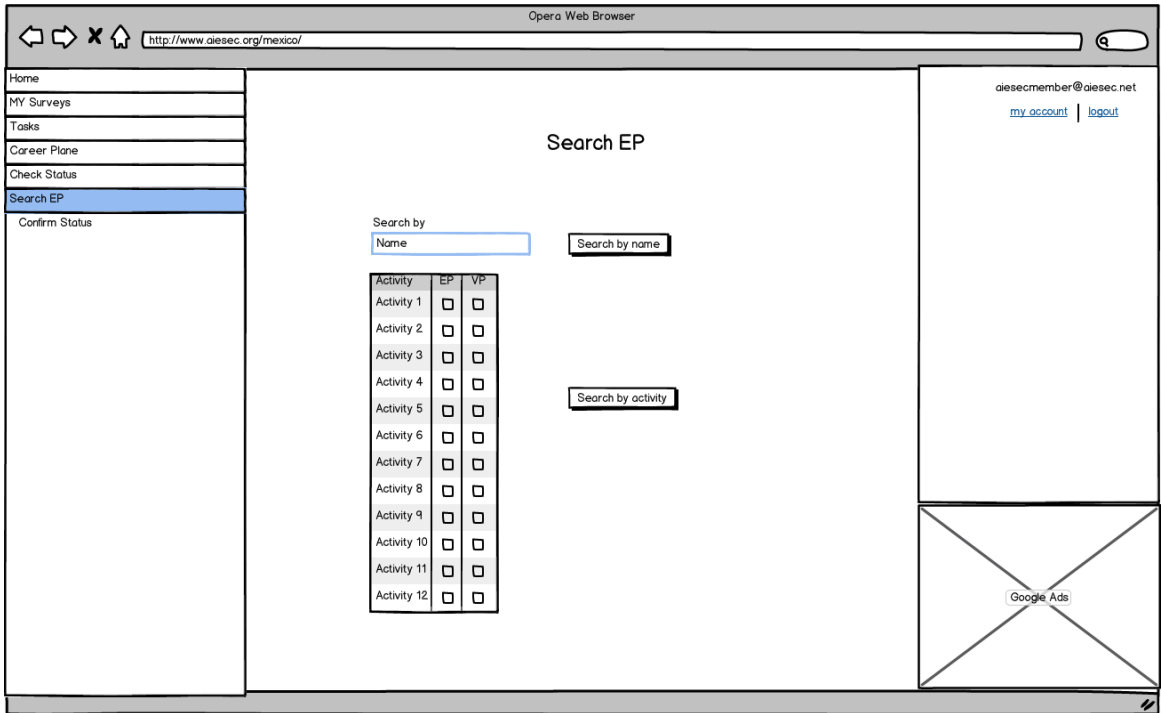 Opera Web Browser
http://www.aiesec.org/mexico/
Home
MY Surveys
Tasks
Career Plane
Check Status
Search EP
Confirm Status
Search EP
Search by
Name
Search by name
Activity EP VP
Activity 1
Activity 2
Activity 3
Activity 4
Activity 5
Activity 6
Activity 7
Activity 8
Activity 9
Activity 10
Activity 11
Activity 12
Search by activity
aiesecmember@aiesec.net
my account | logout
Google Ads